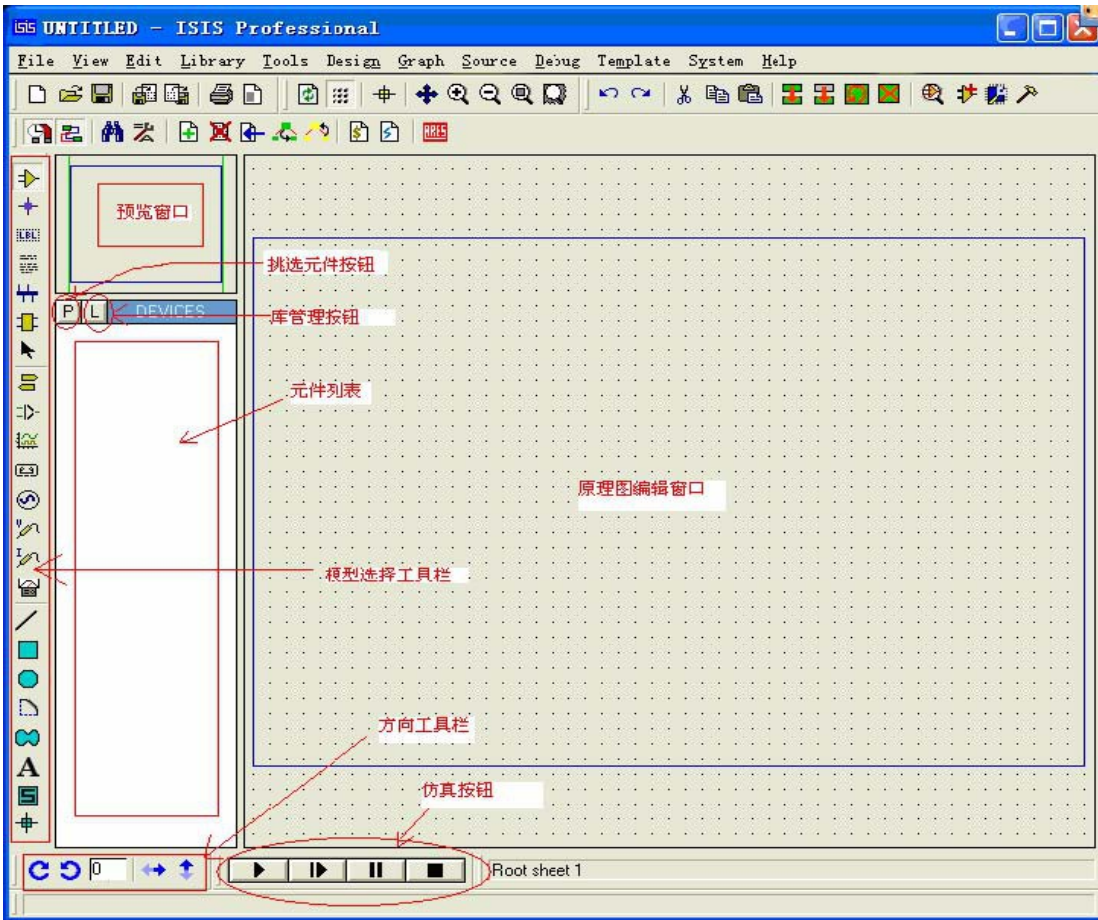 isis UNTITLED - ISIS Professional
File View Edit Library Tools Design Graph Source Debug Template System Help
ARES
LBL
预览窗口
挑选元件按钮
P L DEVICES
库管理按钮
元件列表
原理图编辑窗口
模型选择工具栏
方向工具栏
A
S
仿真按钮
0
Root sheet 1